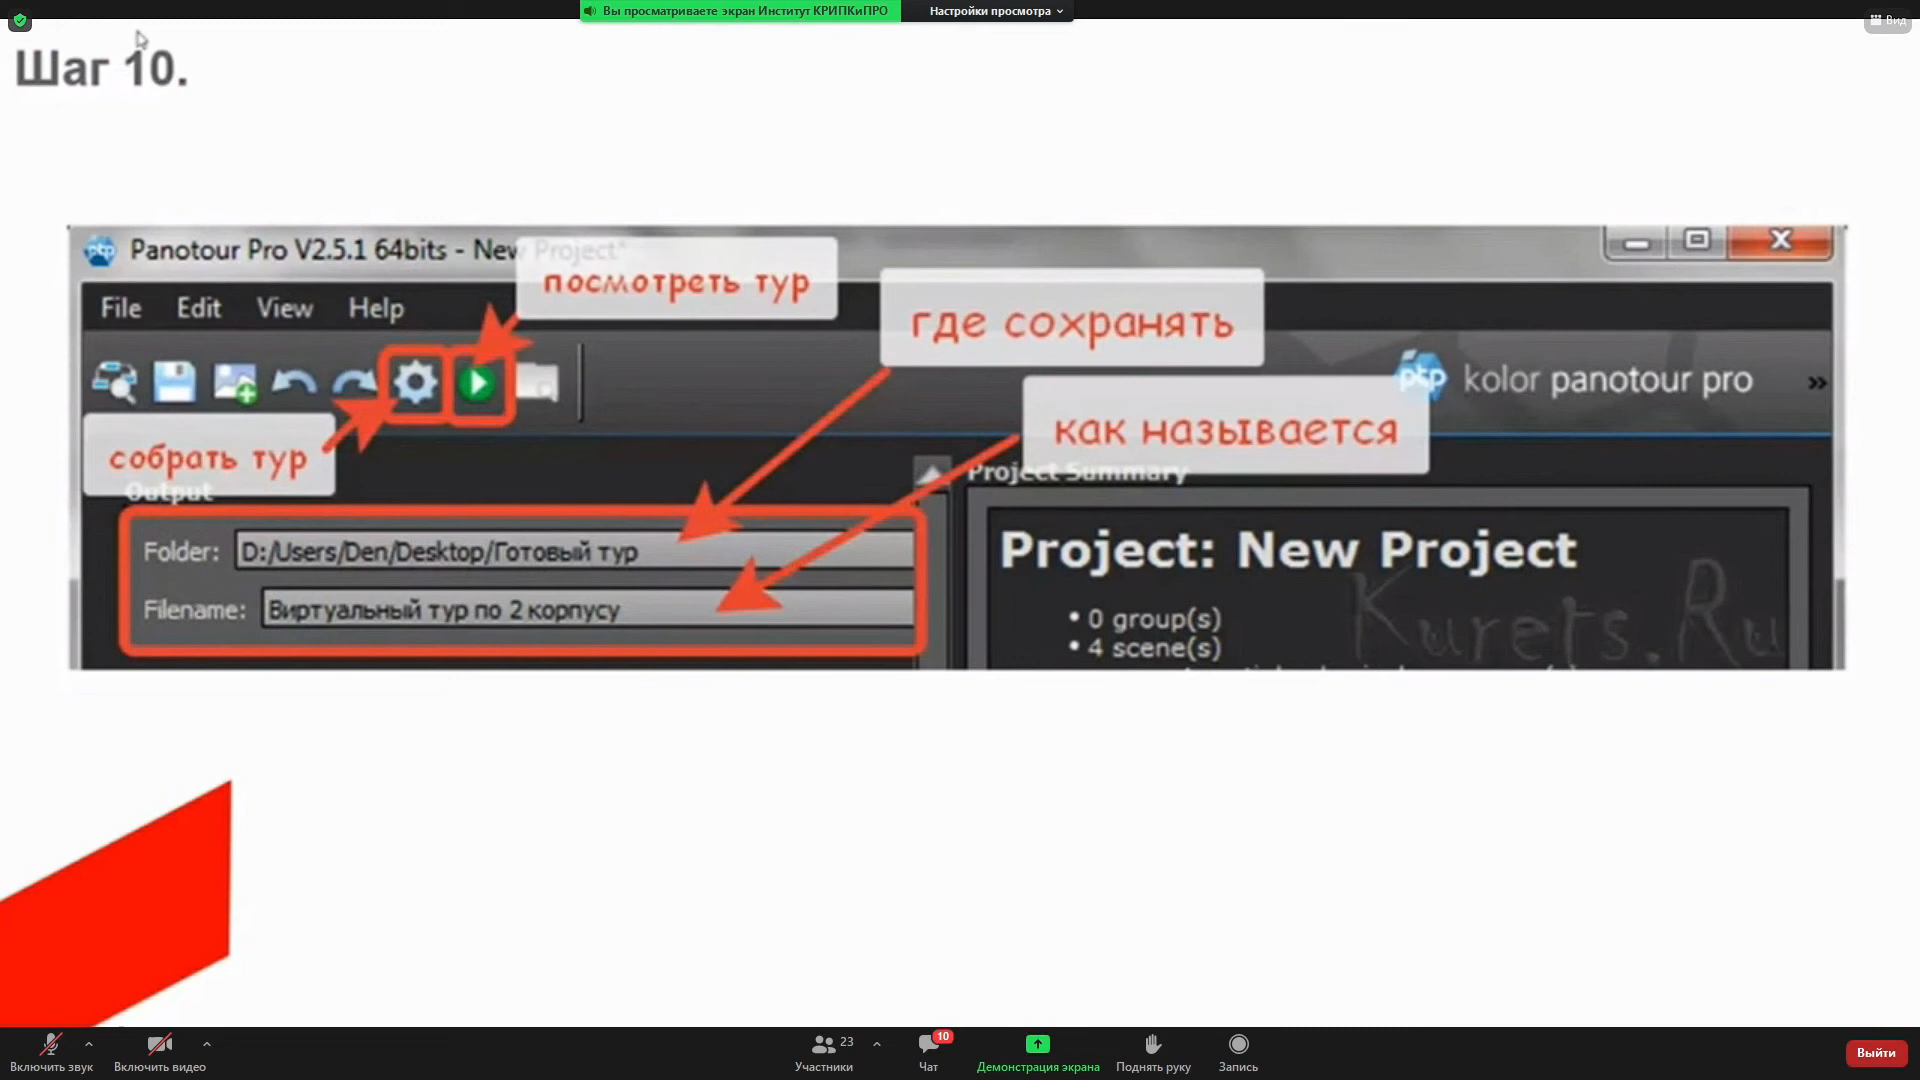 Вы просматриваете экран Институт КРИПКиПРО
Настройки просмотра
Вид
Шаг 10.
Panotour Pro V2.5.1 64bits - New Project*
посмотреть тур
File Edit View Help
где сохранять
kolor panotour pro
как называется
собрать тур
Output
Project Summary
Folder: D:/Users/Den/Desktop/Готовый тур
Filename: Виртуальный тур по 2 корпусу
Project: New Project
• 0 group(s)
• 4 scene(s)
Kurets.Ru
23
10
Включить звук
Включить видео
Участники
Чат
Демонстрация экрана
Поднять руку
Запись
Выйти